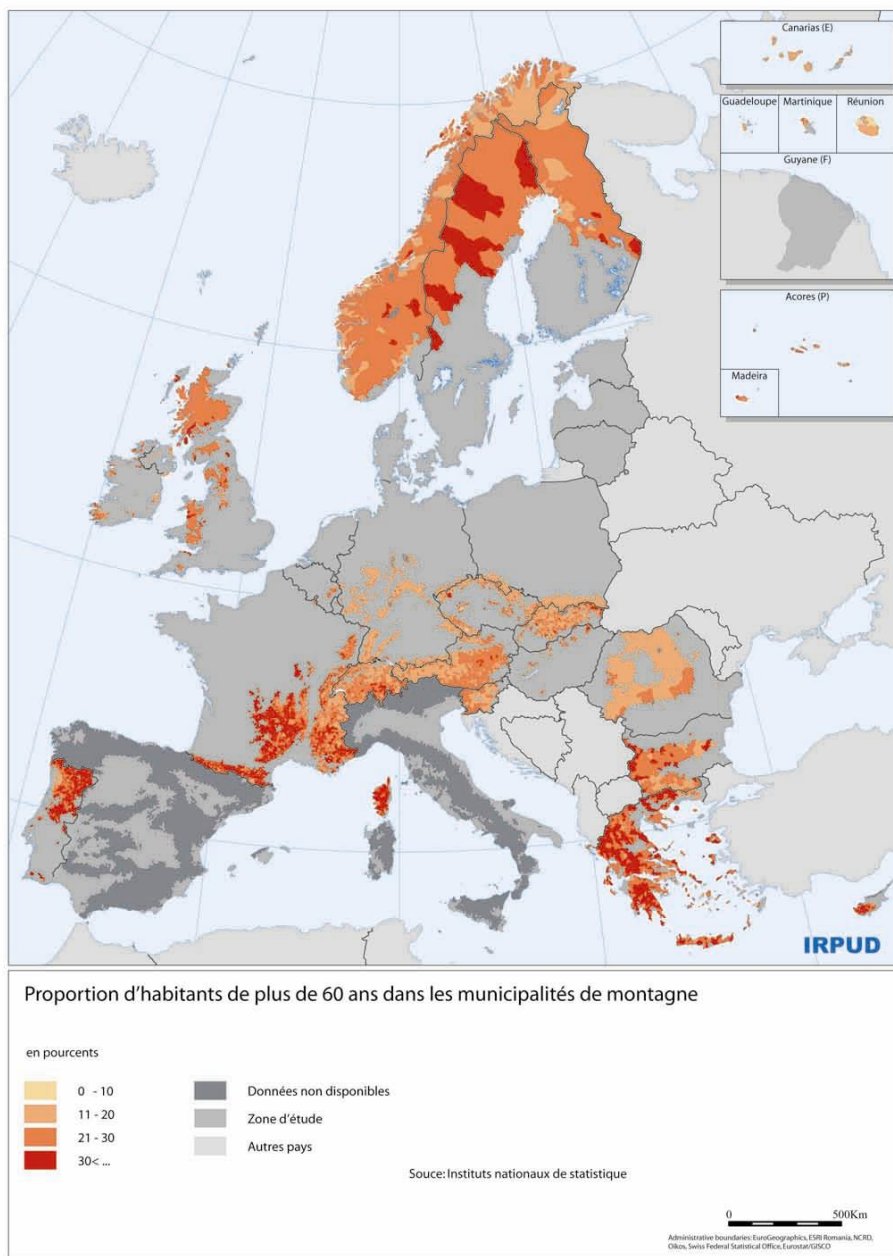 Canarias (E)
Guadeloupe
Martinique
Réunion
Guyane (F)
Acores (P)
Madeira
IRPUD
Proportion d'habitants de plus de 60 ans dans les municipalités de montagne
en pourcents
0 - 10
11 - 20
21 - 30
30< ...
Données non disponibles
Zone d'étude
Autres pays
Souce: Instituts nationaux de statistique
0 500Km
Administrative boundaries: EuroGeographics, ESRI Romania, NCRD,
Oikos, Swiss Federal Statistical Office, Eurostat/GISCO